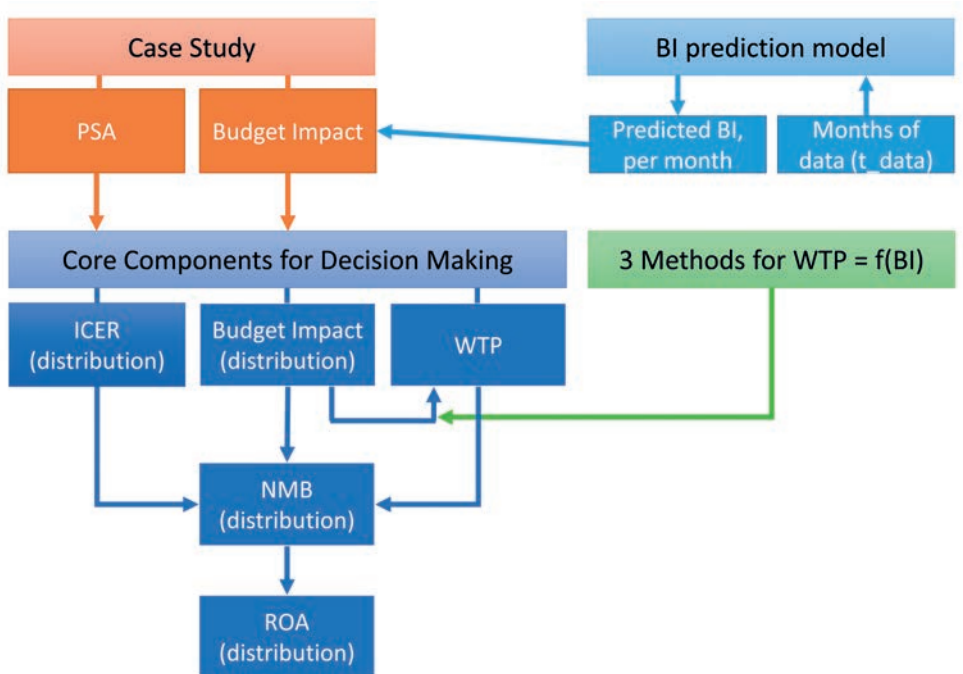 Case Study
BI prediction model
PSA
Budget Impact
Predicted BI,
per month
Months of
data (t_data)
Core Components for Decision Making
3 Methods for WTP = f(BI)
ICER
(distribution)
Budget Impact
(distribution)
WTP
NMB
(distribution)
ROA
(distribution)